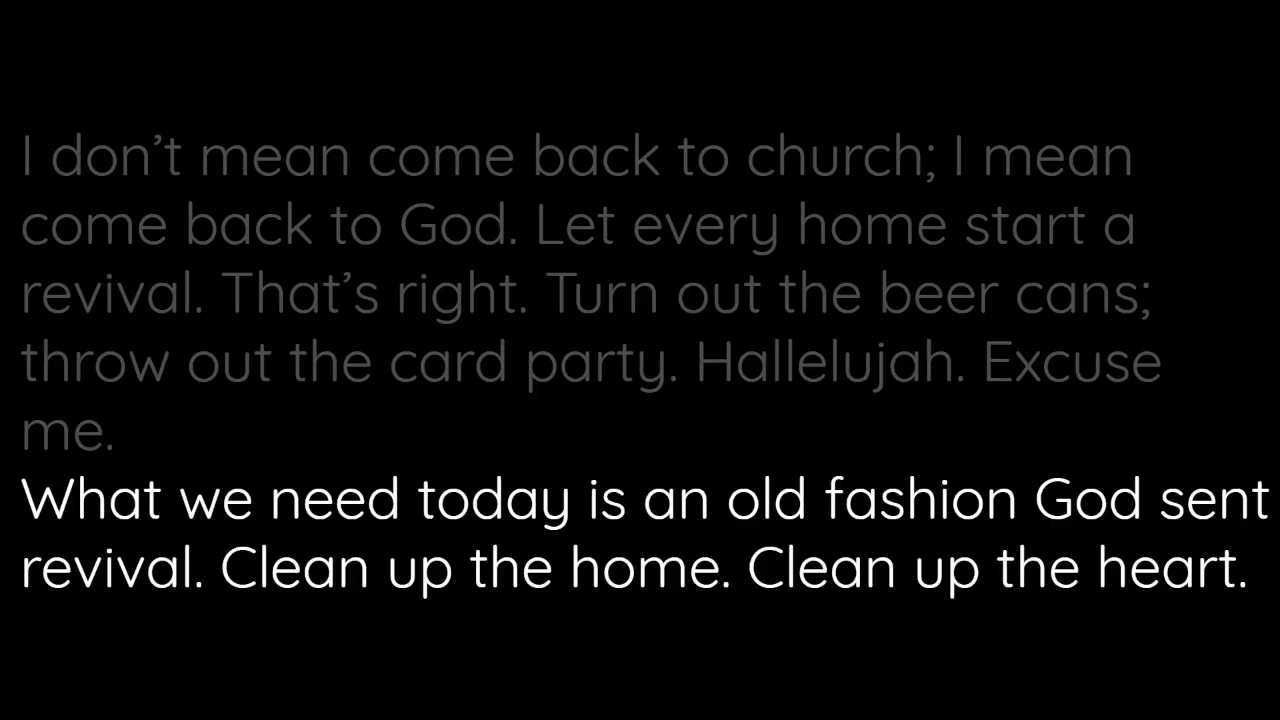 I don’t mean come back to church; I mean
come back to God. Let every home start a
revival. That’s right. Turn out the beer cans;
throw out the card party. Hallelujah. Excuse
me.
What we need today is an old fashion God sent
revival. Clean up the home. Clean up the heart.